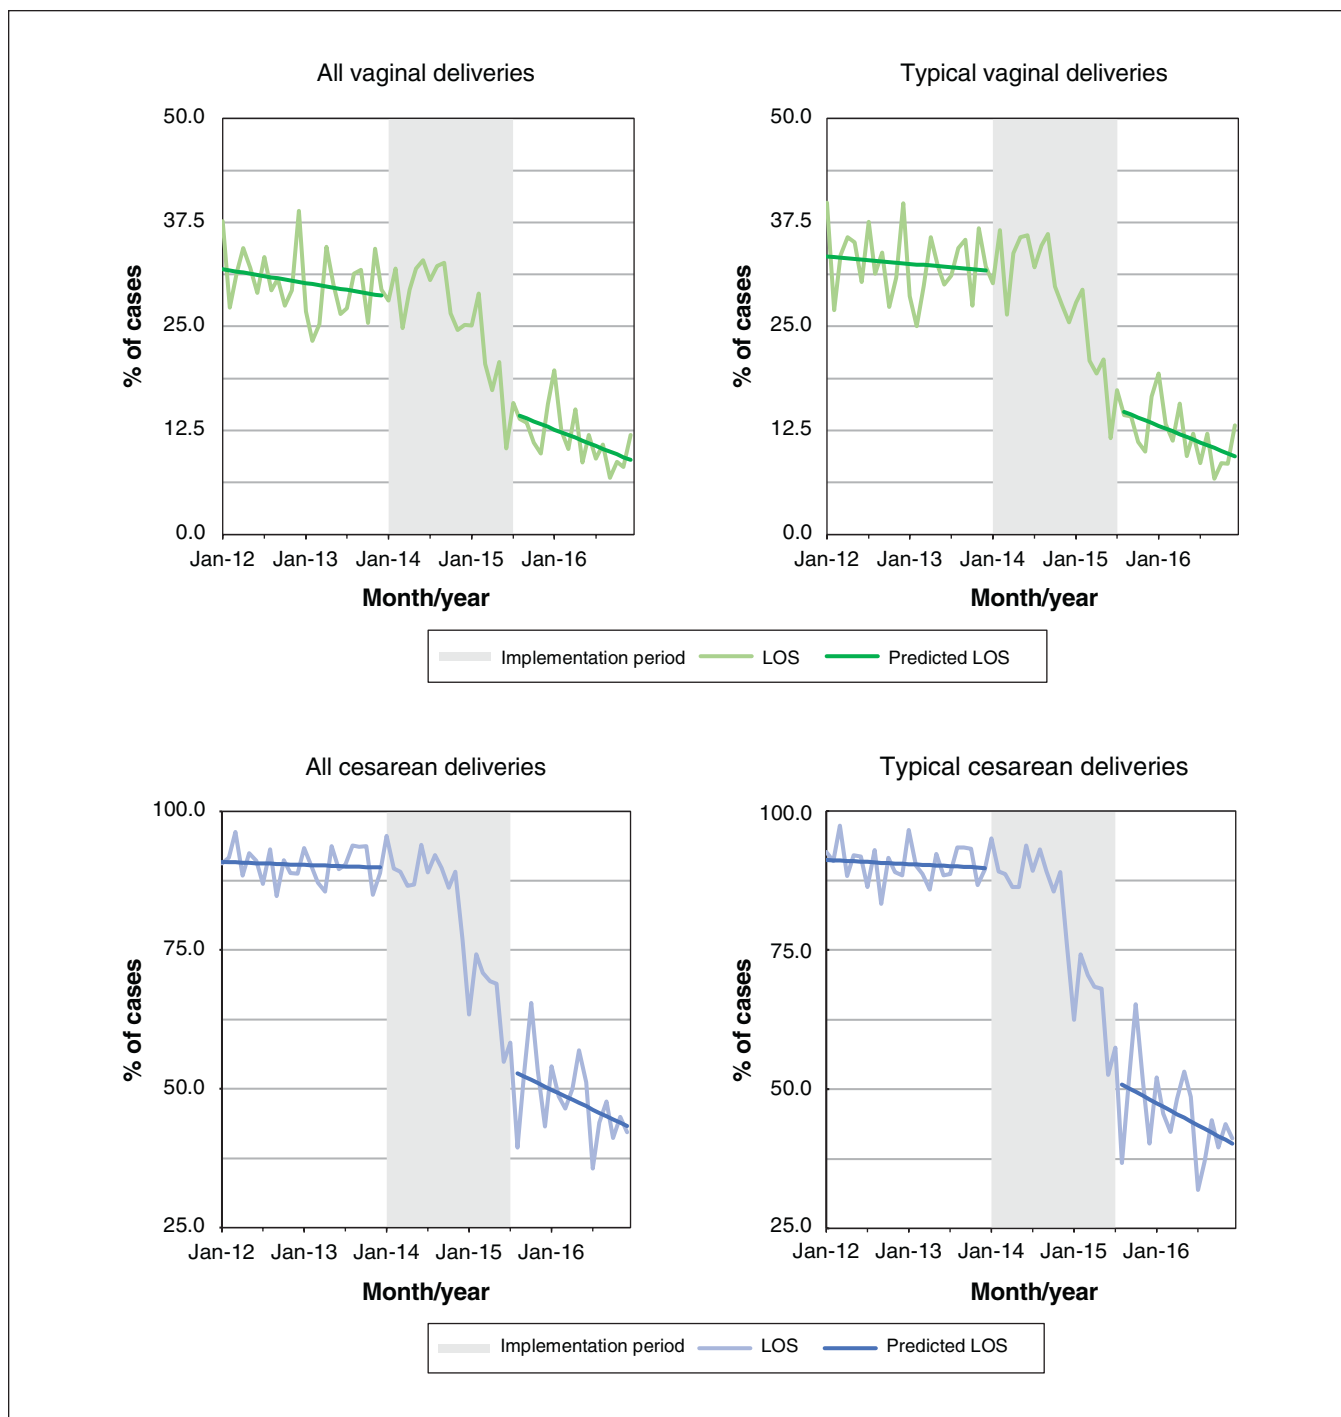 All vaginal deliveries
50.0
37.5
25.0
12.5
0.0
% of cases
Jan-12 Jan-13 Jan-14 Jan-15 Jan-16
Month/year
Typical vaginal deliveries
50.0
37.5
25.0
12.5
0.0
% of cases
Jan-12 Jan-13 Jan-14 Jan-15 Jan-16
Month/year
Implementation period LOS Predicted LOS
All cesarean deliveries
100.0
75.0
50.0
25.0
% of cases
Jan-12 Jan-13 Jan-14 Jan-15 Jan-16
Month/year
Typical cesarean deliveries
100.0
75.0
50.0
25.0
% of cases
Jan-12 Jan-13 Jan-14 Jan-15 Jan-16
Month/year
Implementation period LOS Predicted LOS